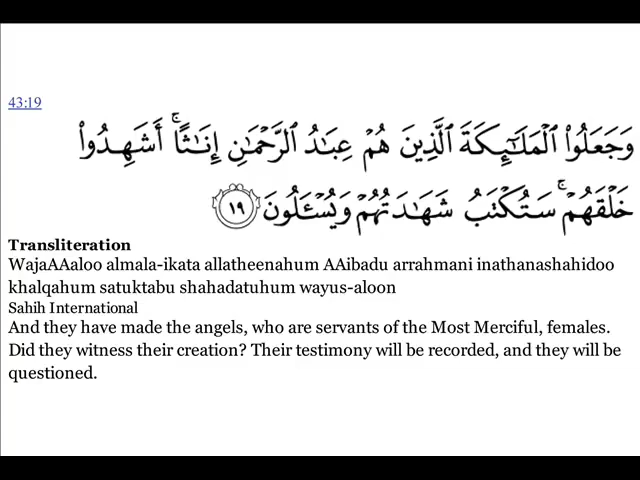 43:19
وَجَعَلُوا۟ ٱلْمَلَٰٓئِكَةَ ٱلَّذِينَ هُمْ عِبَٰدُ ٱلرَّحْمَٰنِ إِنَٰثًا ۚ أَشَهِدُوا۟
خَلْقَهُمْ ۚ سَتُكْتَبُ شَهَٰدَتُهُمْ وَيُسْـَٔلُونَ ١٩
Transliteration
WajaAAaloo almala-ikata allatheenahum AAibadu arrahmani inathanashahidoo
khalqahum satuktabu shahadatuhum wayus-aloon
Sahih International
And they have made the angels, who are servants of the Most Merciful, females.
Did they witness their creation? Their testimony will be recorded, and they will be
questioned.